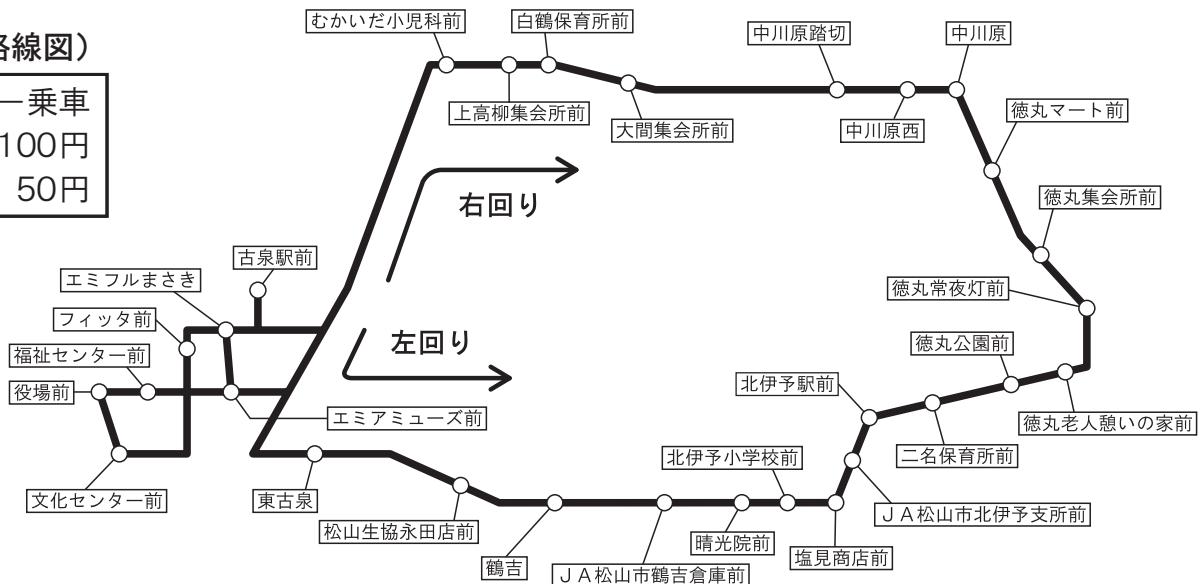 路線図）
ー乗車
100円
50円
むかいだ小児科前
白鶴保育所前
中川原踏切
中川原
上高柳集会所前
大間集会所前
中川原西
徳丸マート前
右回り
徳丸集会所前
古泉駅前
エミフルまさき
徳丸常夜灯前
フィッタ前
左回り
徳丸公園前
福祉センター前
北伊予駅前
役場前
エミアミューズ前
徳丸老人憩いの家前
二名保育所前
北伊予小学校前
文化センター前
東古泉
ＪＡ松山市北伊予支所前
松山生協永田店前
晴光院前
塩見商店前
鶴吉
ＪＡ松山市鶴吉倉庫前